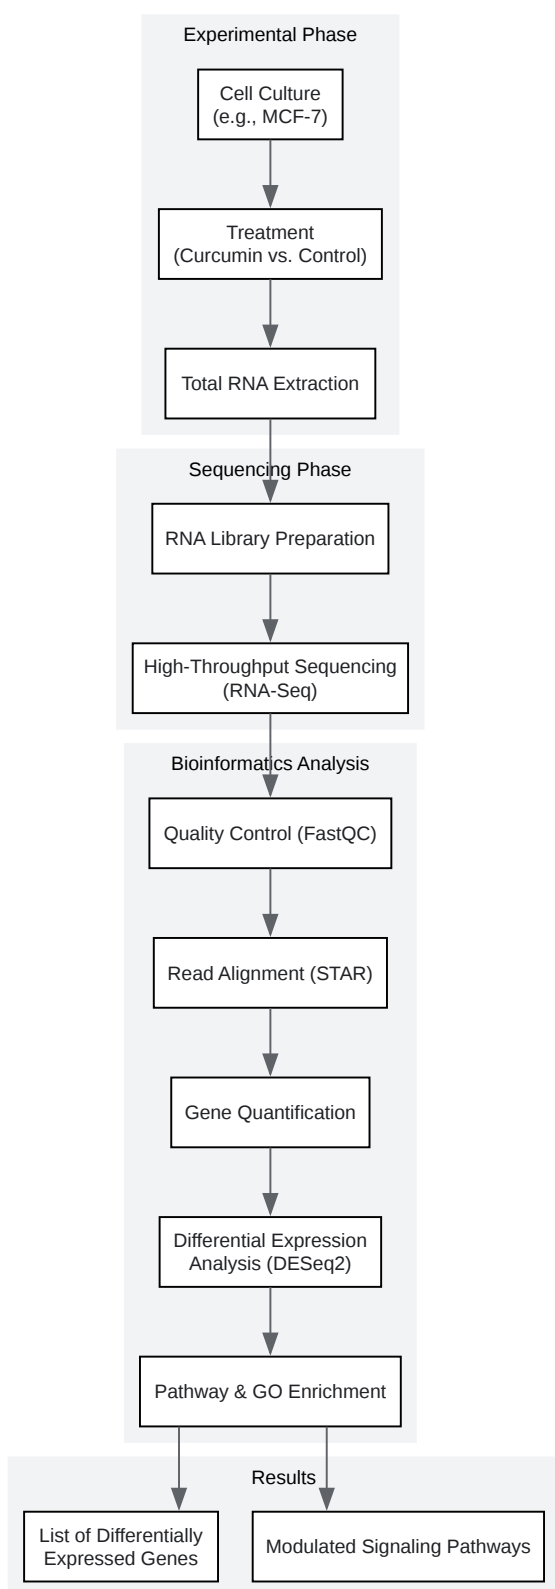 Experimental Phase
Cell Culture
(e.g., MCF-7)
Treatment
(Curcumin vs. Control)
Total RNA Extraction
Sequencing Phase
RNA Library Preparation
High-Throughput Sequencing
(RNA-Seq)
Bioinformatics Analysis
Quality Control (FastQC)
Read Alignment (STAR)
Gene Quantification
Differential Expression
Analysis (DESeq2)
Pathway & GO Enrichment
Results
List of Differentially
Expressed Genes
Modulated Signaling Pathways